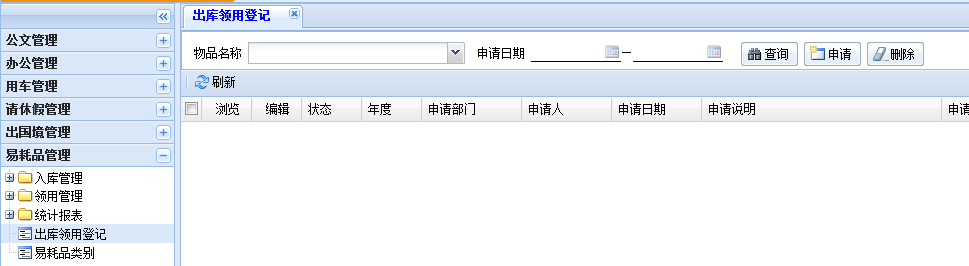 出库领用登记
公文管理
办公管理
用车管理
请休假管理
出国境管理
易耗品管理
入库管理
领用管理
统计报表
出库领用登记
易耗品类别
物品名称 申请日期 — 查询 申请 删除
刷新
浏览 编辑 状态 年度 申请部门 申请人 申请日期 申请说明 申请